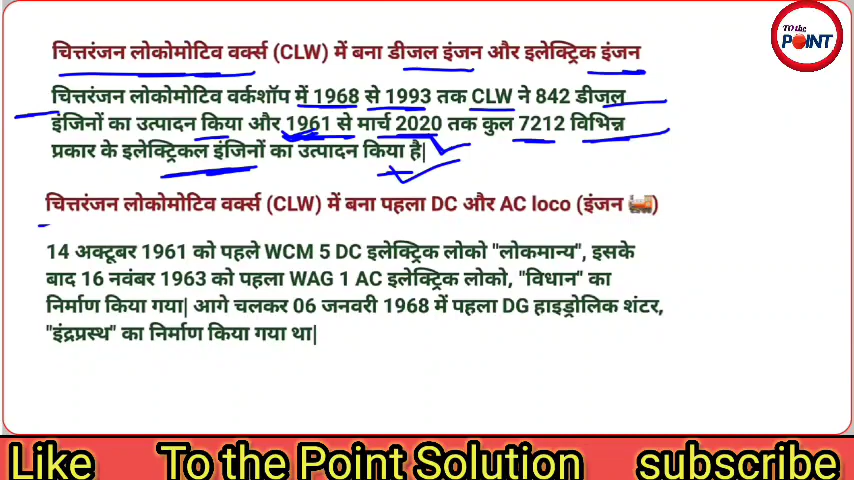 To the
POINT
चित्तरंजन लोकोमोटिव वर्क्स (CLW) में बना डीजल इंजन और इलेक्ट्रिक इंजन
चित्तरंजन लोकोमोटिव वर्कशॉप में 1968 से 1993 तक CLW ने 842 डीजल
इंजिनों का उत्पादन किया और 1961 से मार्च 2020 तक कुल 7212 विभिन्न
प्रकार के इलेक्ट्रिकल इंजिनों का उत्पादन किया है|
चित्तरंजन लोकोमोटिव वर्क्स (CLW) में बना पहला DC और AC loco (इंजन 🚂)
14 अक्टूबर 1961 को पहले WCM 5 DC इलेक्ट्रिक लोको "लोकमान्य", इसके
बाद 16 नवंबर 1963 को पहला WAG 1 AC इलेक्ट्रिक लोको, "विधान" का
निर्माण किया गया| आगे चलकर 06 जनवरी 1968 में पहला DG हाइड्रोलिक शंटर,
"इंद्रप्रस्थ" का निर्माण किया गया था|
Like To the Point Solution subscribe